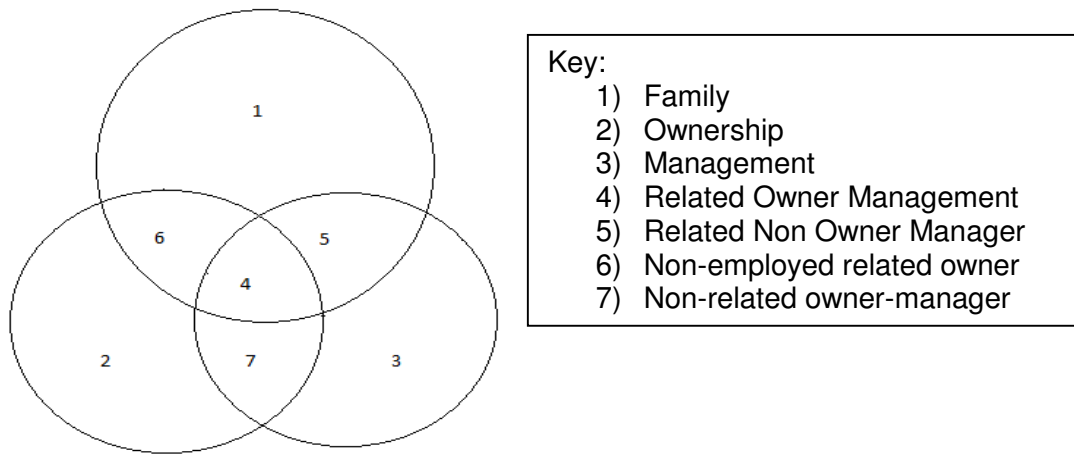 1
6
5
4
2
7
3
Key:
1) Family
2) Ownership
3) Management
4) Related Owner Management
5) Related Non Owner Manager
6) Non-employed related owner
7) Non-related owner-manager